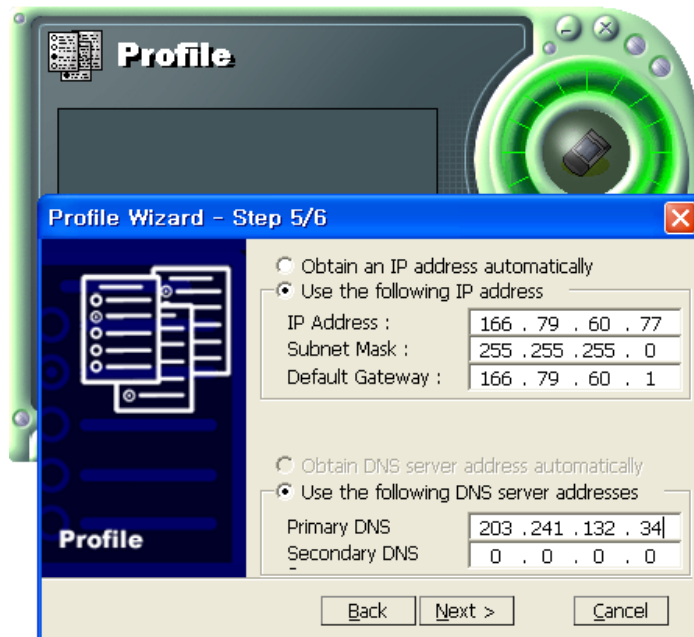 Profile
Profile Wizard - Step 5/6
Obtain an IP address automatically
Use the following IP address
IP Address : 166 . 79 . 60 . 77
Subnet Mask : 255 .255 .255 . 0
Default Gateway : 166 . 79 . 60 . 1
Obtain DNS server address automatically
Use the following DNS server addresses
Primary DNS 203 .241 .132 . 34
Secondary DNS 0 . 0 . 0 . 0
Profile
Back Next > Cancel